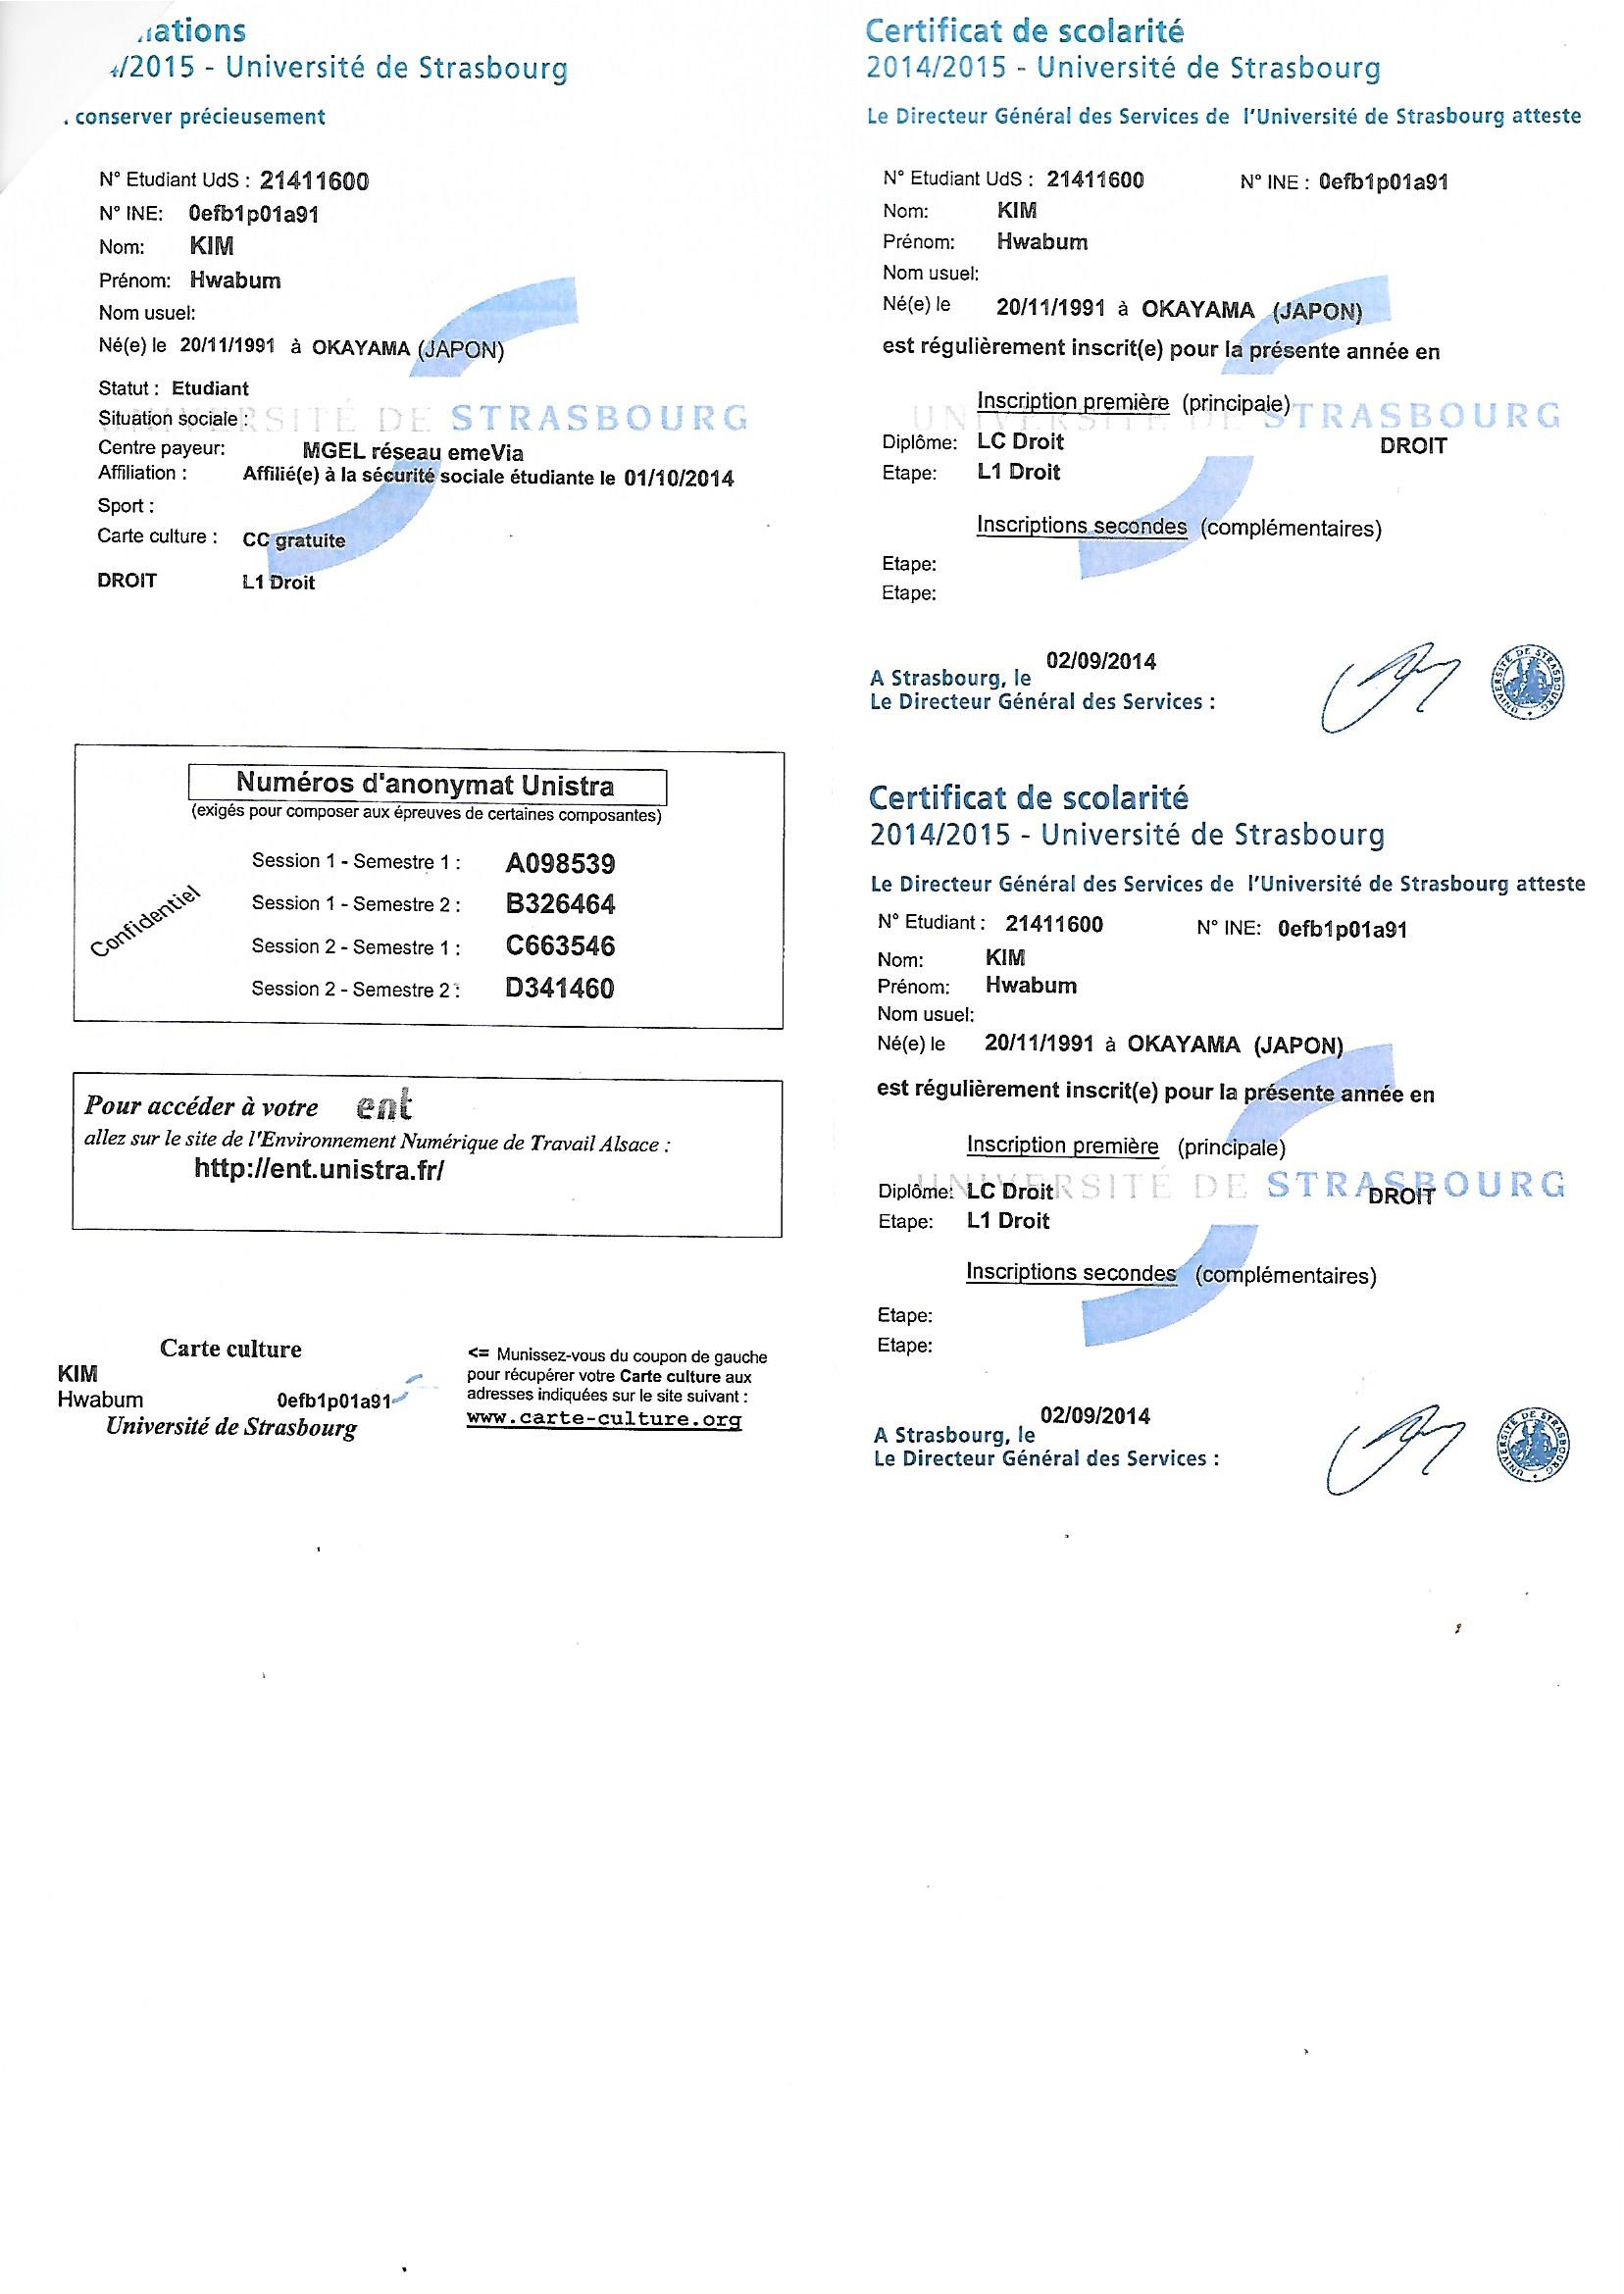 ations
/2015 - Université de Strasbourg
conserver précieusement
N° Etudiant UdS : 21411600
N° INE: 0efb1p01a91
Nom: KIM
Prénom: Hwabum
Nom usuel:
Né(e) le 20/11/1991 à OKAYAMA (JAPON)
Statut : Etudiant
Situation sociale :
UNIVERSITÉ DE STRASBOURG
Centre payeur: MGEL réseau emeVia
Affiliation : Affilié(e) à la sécurité sociale étudiante le 01/10/2014
Sport :
Carte culture : CC gratuite
DROIT L1 Droit
Numéros d'anonymat Unistra
(exigés pour composer aux épreuves de certaines composantes)
Confidentiel
Session 1 - Semestre 1 : A098539
Session 1 - Semestre 2 : B326464
Session 2 - Semestre 1 : C663546
Session 2 - Semestre 2 : D341460
Pour accéder à votre ent
allez sur le site de l'Environnement Numérique de Travail Alsace :
http://ent.unistra.fr/
Carte culture
KIM
Hwabum 0efb1p01a91
Université de Strasbourg
<= Munissez-vous du coupon de gauche
pour récupérer votre Carte culture aux
adresses indiquées sur le site suivant :
www.carte-culture.org
Certificat de scolarité
2014/2015 - Université de Strasbourg
Le Directeur Général des Services de l'Université de Strasbourg atteste
N° Etudiant UdS : 21411600 N° INE : 0efb1p01a91
Nom: KIM
Prénom: Hwabum
Nom usuel:
Né(e) le 20/11/1991 à OKAYAMA (JAPON)
est régulièrement inscrit(e) pour la présente année en
Inscription première (principale)
UNIVERSITÉ DE STRASBOURG
Diplôme: LC Droit DROIT
Etape: L1 Droit
Inscriptions secondes (complémentaires)
Etape:
Etape:
02/09/2014
A Strasbourg, le
Le Directeur Général des Services :
UNIVERSITÉ DE STRASBOURG
Certificat de scolarité
2014/2015 - Université de Strasbourg
Le Directeur Général des Services de l'Université de Strasbourg atteste
N° Etudiant : 21411600 N° INE: 0efb1p01a91
Nom: KIM
Prénom: Hwabum
Nom usuel:
Né(e) le 20/11/1991 à OKAYAMA (JAPON)
est régulièrement inscrit(e) pour la présente année en
Inscription première (principale)
UNIVERSITÉ DE STRASBOURG
Diplôme: LC Droit DROIT
Etape: L1 Droit
Inscriptions secondes (complémentaires)
Etape:
Etape:
02/09/2014
A Strasbourg, le
Le Directeur Général des Services :
UNIVERSITÉ DE STRASBOURG